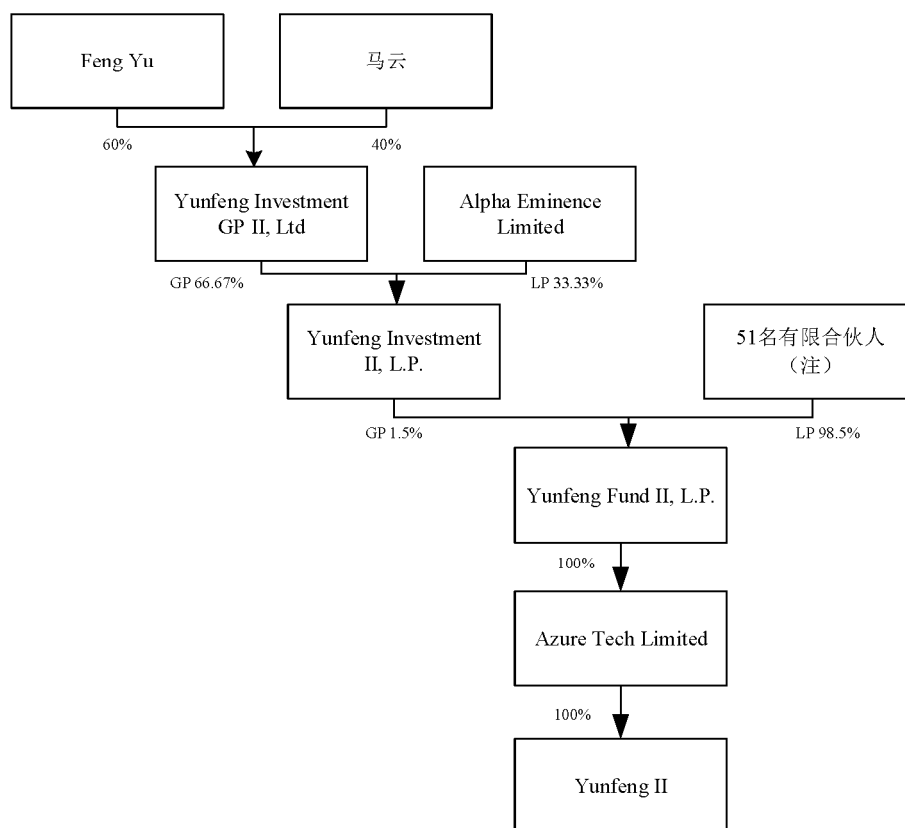 Feng Yu
马云
60%
40%
Yunfeng Investment
GP II, Ltd
Alpha Eminence
Limited
GP 66.67%
LP 33.33%
Yunfeng Investment
II, L.P.
51名有限合伙人
（注）
GP 1.5%
LP 98.5%
Yunfeng Fund II, L.P.
100%
Azure Tech Limited
100%
Yunfeng II